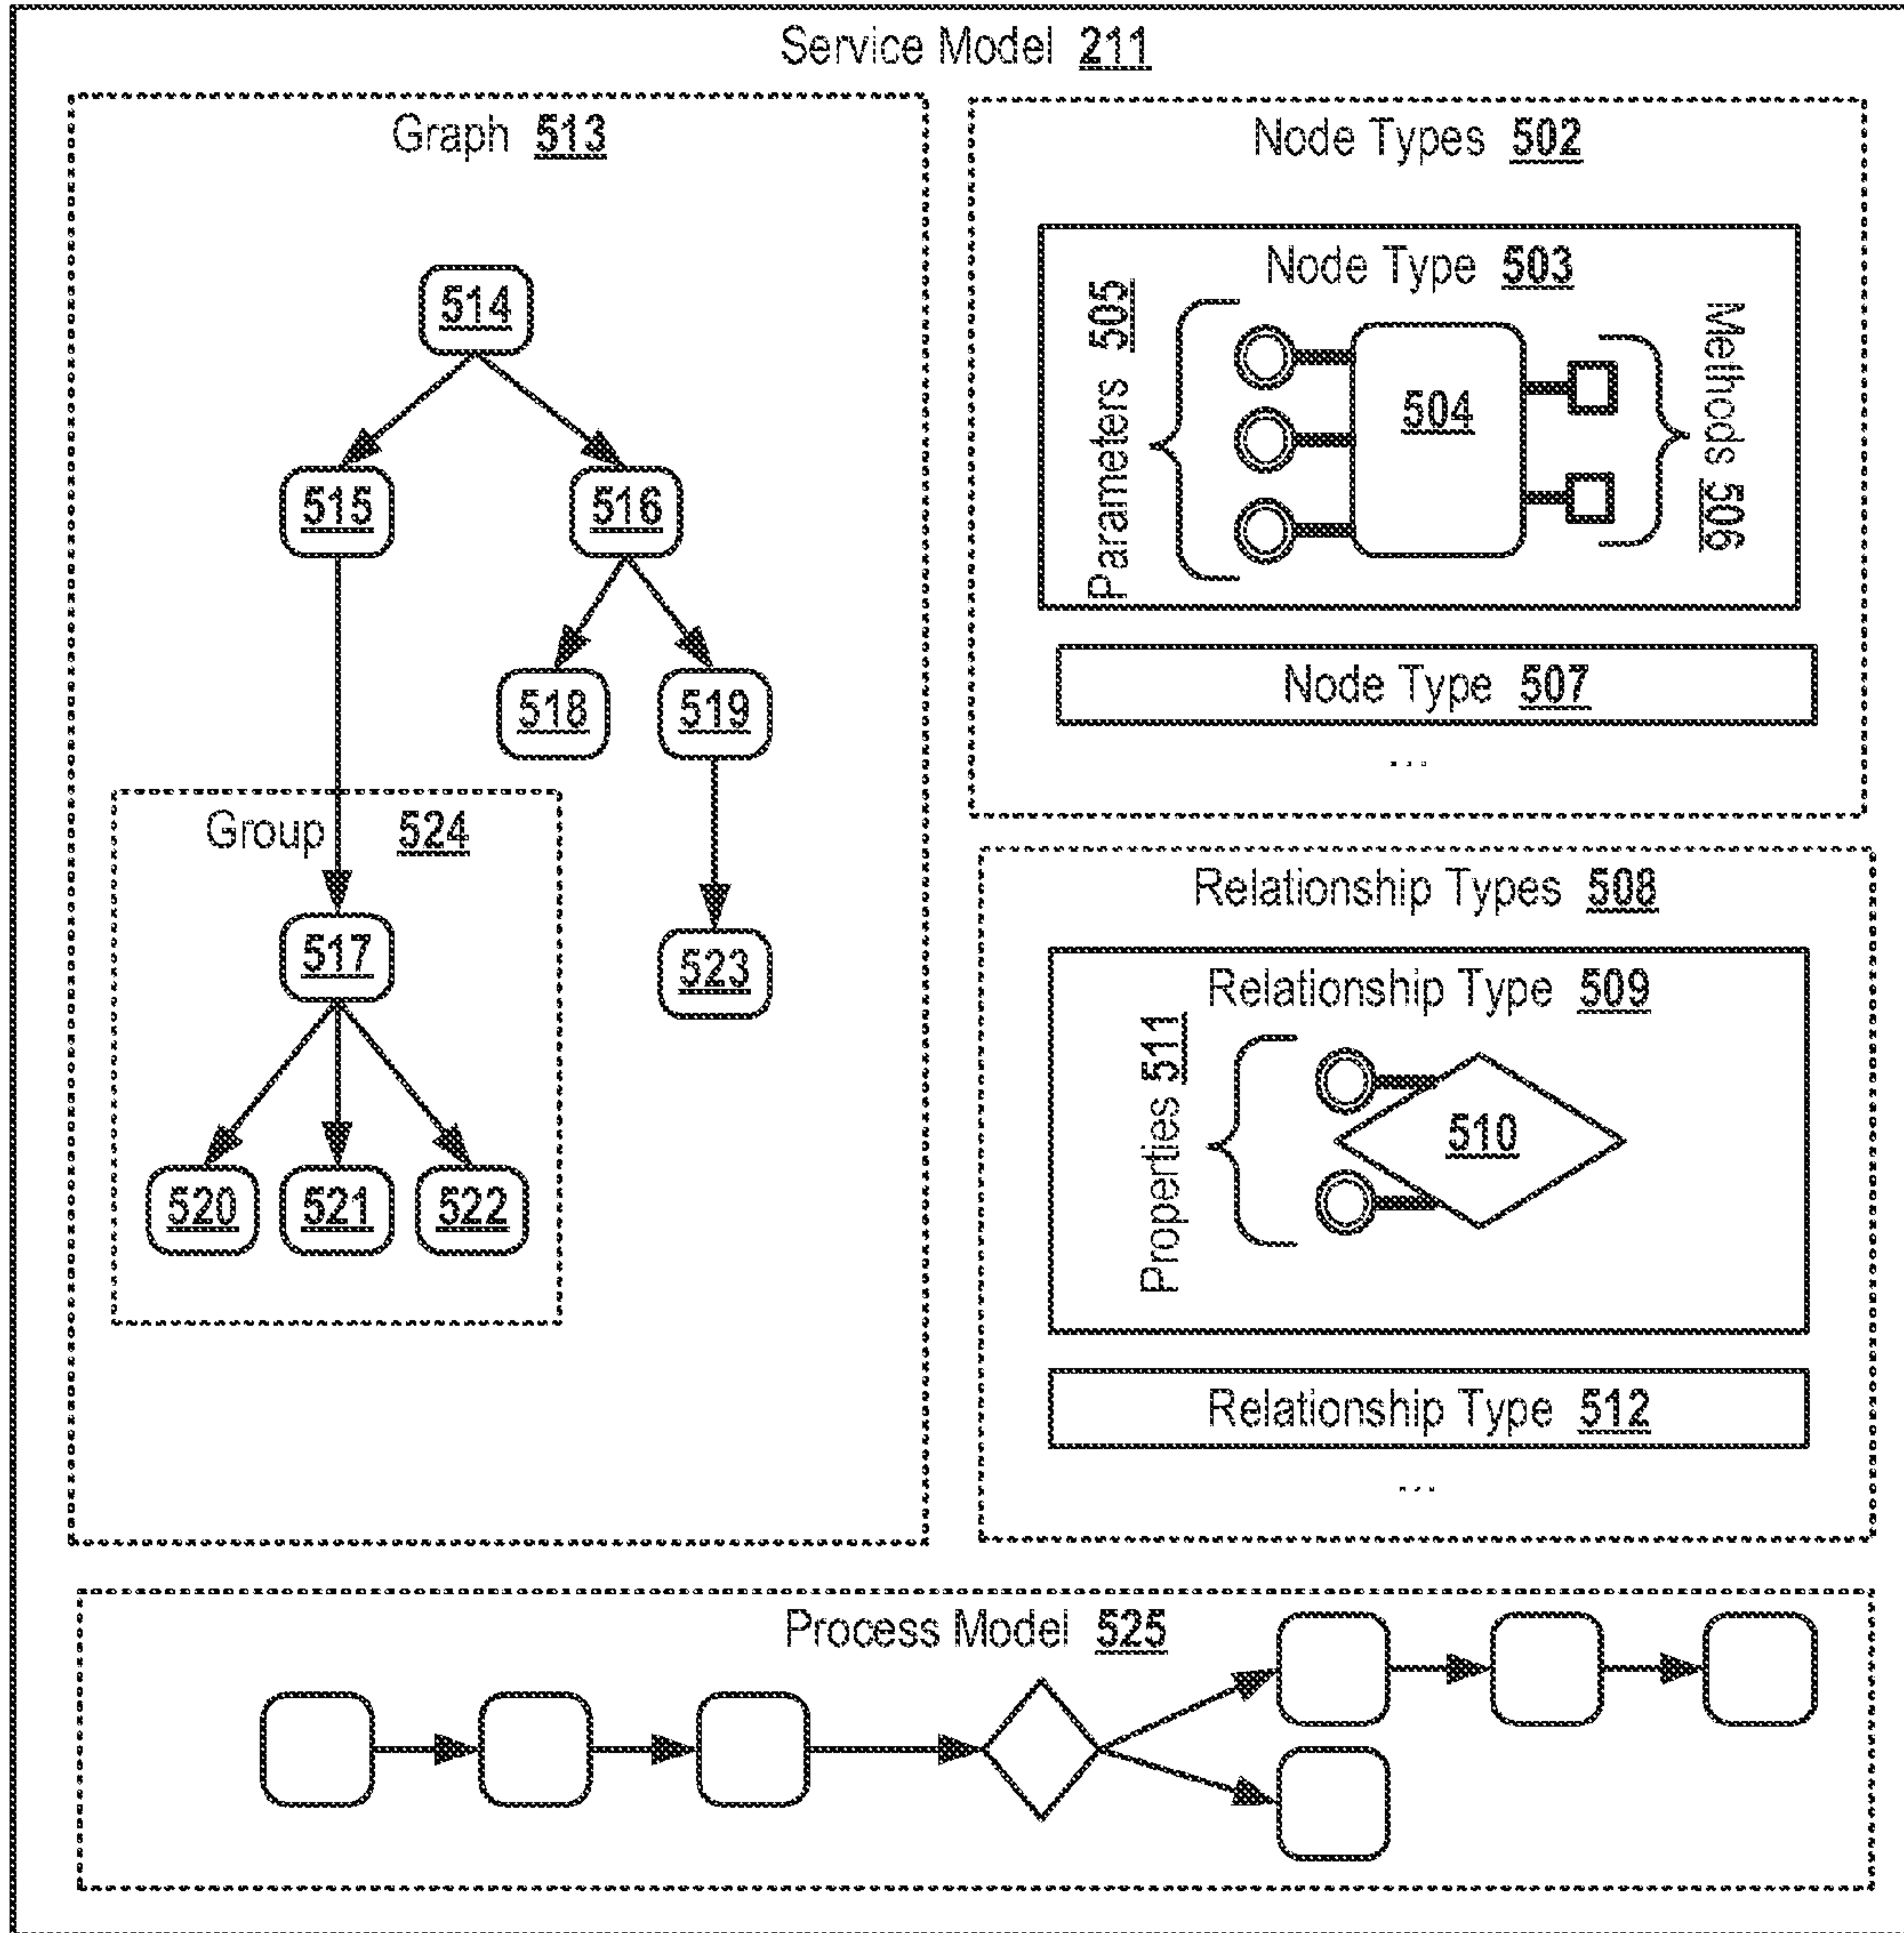 Service Model 211
Graph 513
514
515 516
518 519
Group 524
517
523
520 521 522
Node Types 502
Node Type 503
Parameters 505
504
Methods 506
Node Type 507
...
Relationship Types 508
Relationship Type 509
Properties 511
510
Relationship Type 512
...
Process Model 525